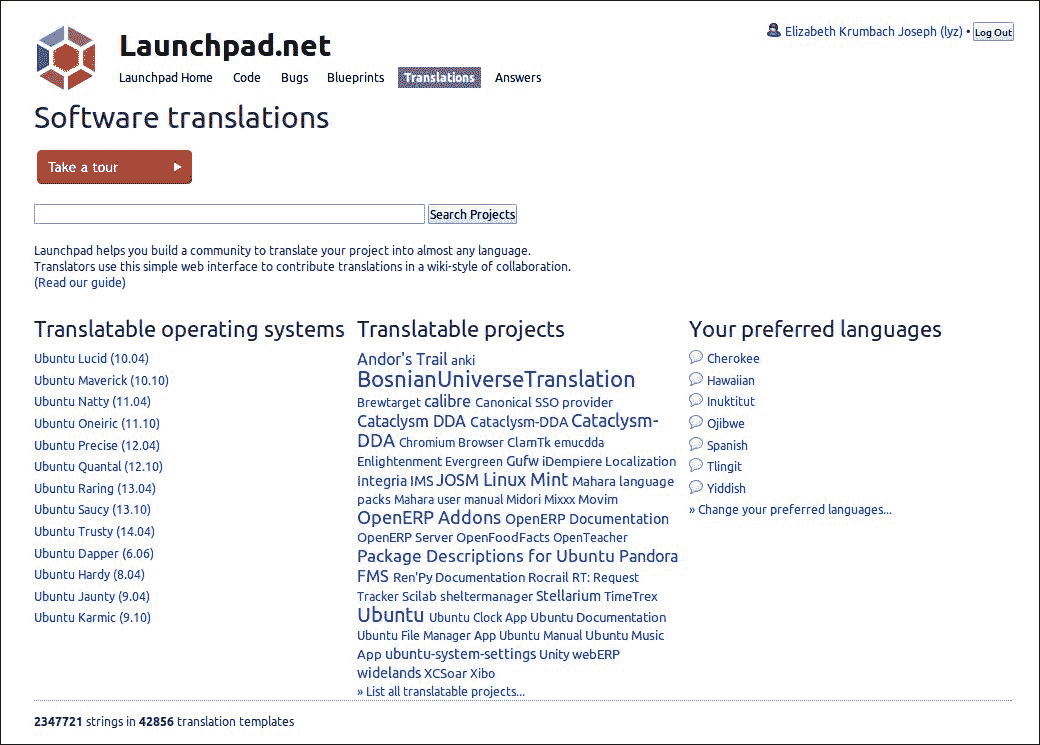 Launchpad.net
Elizabeth Krumbach Joseph (lyz) • Log Out
Launchpad Home Code Bugs Blueprints Translations Answers
Software translations
Take a tour
Search Projects
Launchpad helps you build a community to translate your project into almost any language.
Translators use this simple web interface to contribute translations in a wiki-style of collaboration.
(Read our guide)
Translatable operating systems
Ubuntu Lucid (10.04)
Ubuntu Maverick (10.10)
Ubuntu Natty (11.04)
Ubuntu Oneiric (11.10)
Ubuntu Precise (12.04)
Ubuntu Quantal (12.10)
Ubuntu Raring (13.04)
Ubuntu Saucy (13.10)
Ubuntu Trusty (14.04)
Ubuntu Dapper (6.06)
Ubuntu Hardy (8.04)
Ubuntu Jaunty (9.04)
Ubuntu Karmic (9.10)
Translatable projects
Andor's Trail anki
BosnianUniverseTranslation
Brewtarget calibre Canonical SSO provider
Cataclysm DDA Cataclysm-DDA Cataclysm-
DDA Chromium Browser ClamTk emucdda
Enlightenment Evergreen Gufw iDempiere Localization
Integria IMS JOSM Linux Mint Mahara language
packs Mahara user manual Midori Mixxx Movim
OpenERP Addons OpenERP Documentation
OpenERP Server OpenFoodFacts OpenTeacher
Package Descriptions for Ubuntu Pandora
FMS Ren'Py Documentation Rocrail RT: Request
Tracker Scilab sheltermanager Stellarium TimeTrex
Ubuntu Ubuntu Clock App Ubuntu Documentation
Ubuntu File Manager App Ubuntu Manual Ubuntu Music
App ubuntu-system-settings Unity webERP
widelands XCSoar Xibo
» List all translatable projects...
Your preferred languages
Cherokee
Hawaiian
Inuktitut
Ojibwe
Spanish
Tlingit
Yiddish
» Change your preferred languages...
2347721 strings in 42856 translation templates